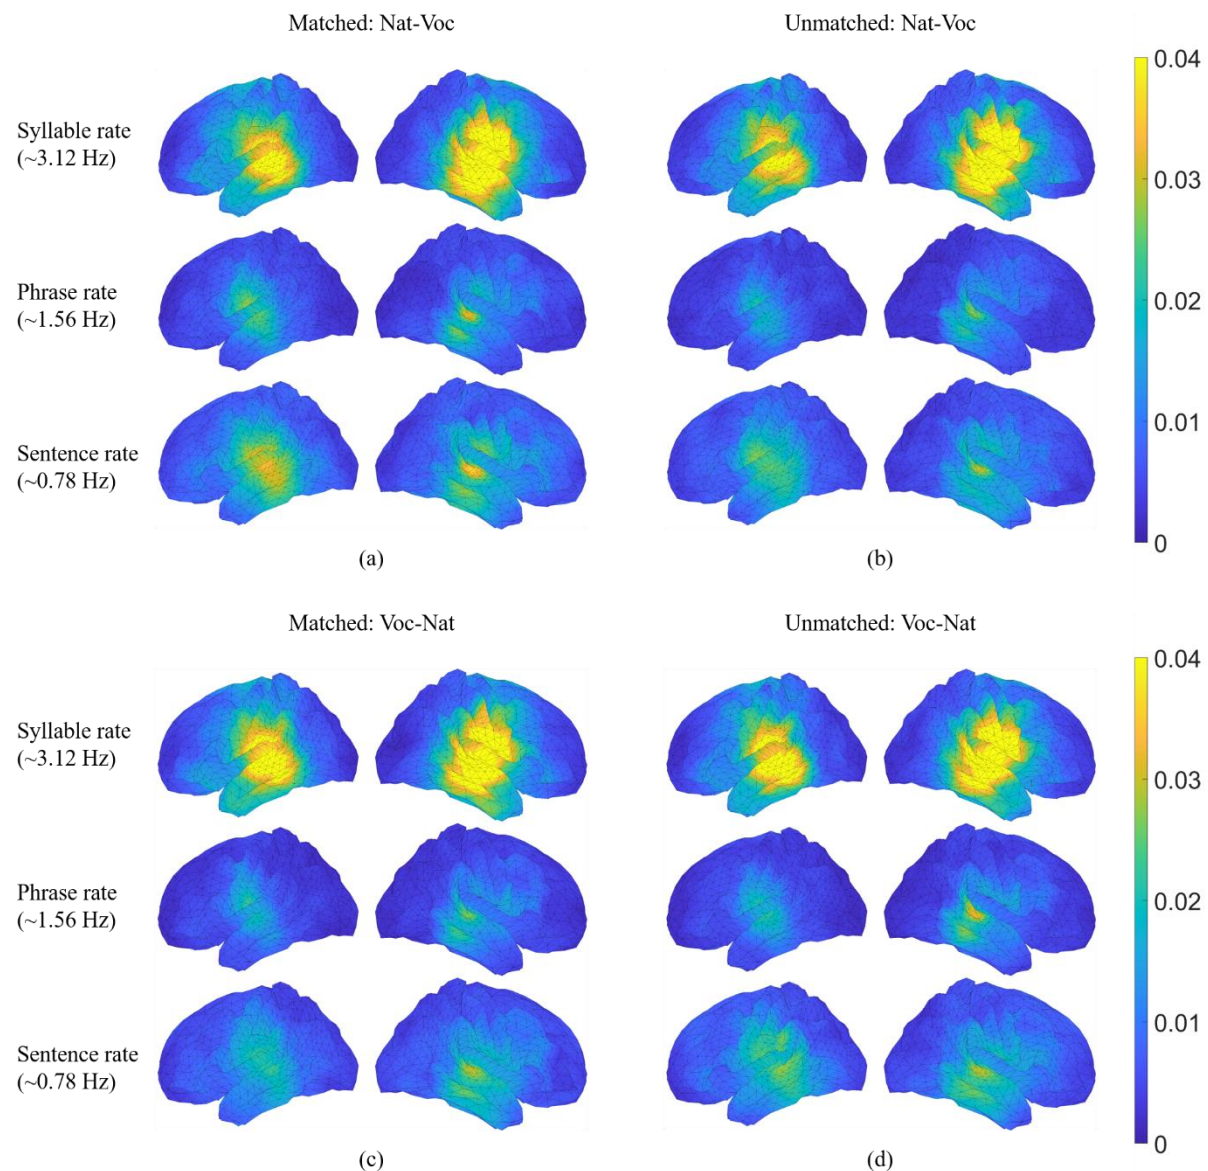 Matched: Nat-Voc
Unmatched: Nat-Voc
Syllable rate
(~3.12 Hz)
Phrase rate
(~1.56 Hz)
Sentence rate
(~0.78 Hz)
0.04
0.03
0.02
0.01
0
(a)
(b)
Matched: Voc-Nat
Unmatched: Voc-Nat
Syllable rate
(~3.12 Hz)
Phrase rate
(~1.56 Hz)
Sentence rate
(~0.78 Hz)
0.04
0.03
0.02
0.01
0
(c)
(d)